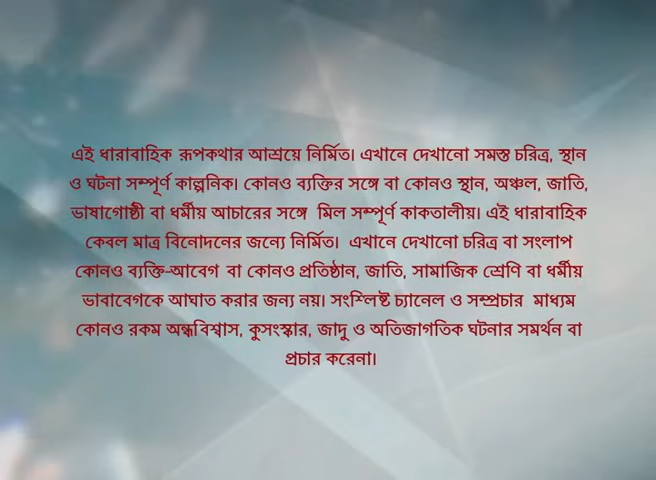 এই ধারাবাহিক রূপকথার আশ্রয়ে নির্মিত। এখানে দেখানো সমস্ত চরিত্র, স্থান
ও ঘটনা সম্পূর্ণ কাল্পনিক। কোনও ব্যক্তির সঙ্গে বা কোনও স্থান, অঞ্চল, জাতি,
ভাষাগোষ্ঠী বা ধর্মীয় আচারের সঙ্গে মিল সম্পূর্ণ কাকতালীয়। এই ধারাবাহিক
কেবল মাত্র বিনোদনের জন্যে নির্মিত। এখানে দেখানো চরিত্র বা সংলাপ
কোনও ব্যক্তি-আবেগ বা কোনও প্রতিষ্ঠান, জাতি, সামাজিক শ্রেণি বা ধর্মীয়
ভাবাবেগকে আঘাত করার জন্য নয়। সংশ্লিষ্ট চ্যানেল ও সম্প্রচার মাধ্যম
কোনও রকম অন্ধবিশ্বাস, কুসংস্কার, জাদু ও অতিজাগতিক ঘটনার সমর্থন বা
প্রচার করেনা।